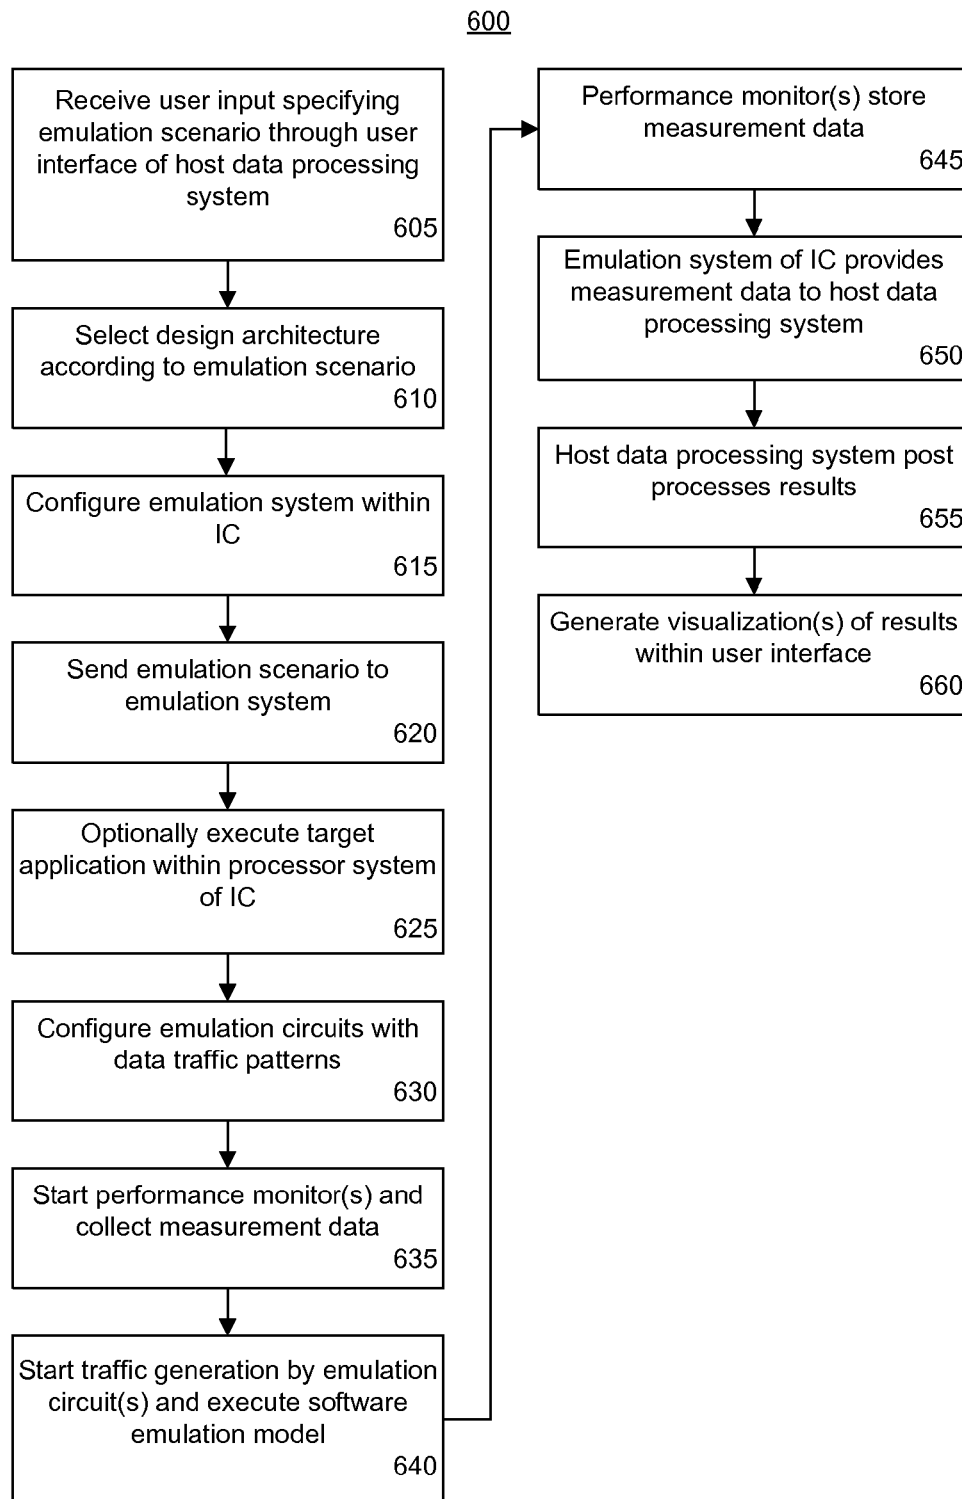 600
Receive user input specifying
emulation scenario through user
interface of host data processing
system
605
Select design architecture
according to emulation scenario
610
Configure emulation system within
IC
615
Send emulation scenario to
emulation system
620
Optionally execute target
application within processor system
of IC
625
Configure emulation circuits with
data traffic patterns
630
Start performance monitor(s) and
collect measurement data
635
Start traffic generation by emulation
circuit(s) and execute software
emulation model
640
Performance monitor(s) store
measurement data
645
Emulation system of IC provides
measurement data to host data
processing system
650
Host data processing system post
processes results
655
Generate visualization(s) of results
within user interface
660